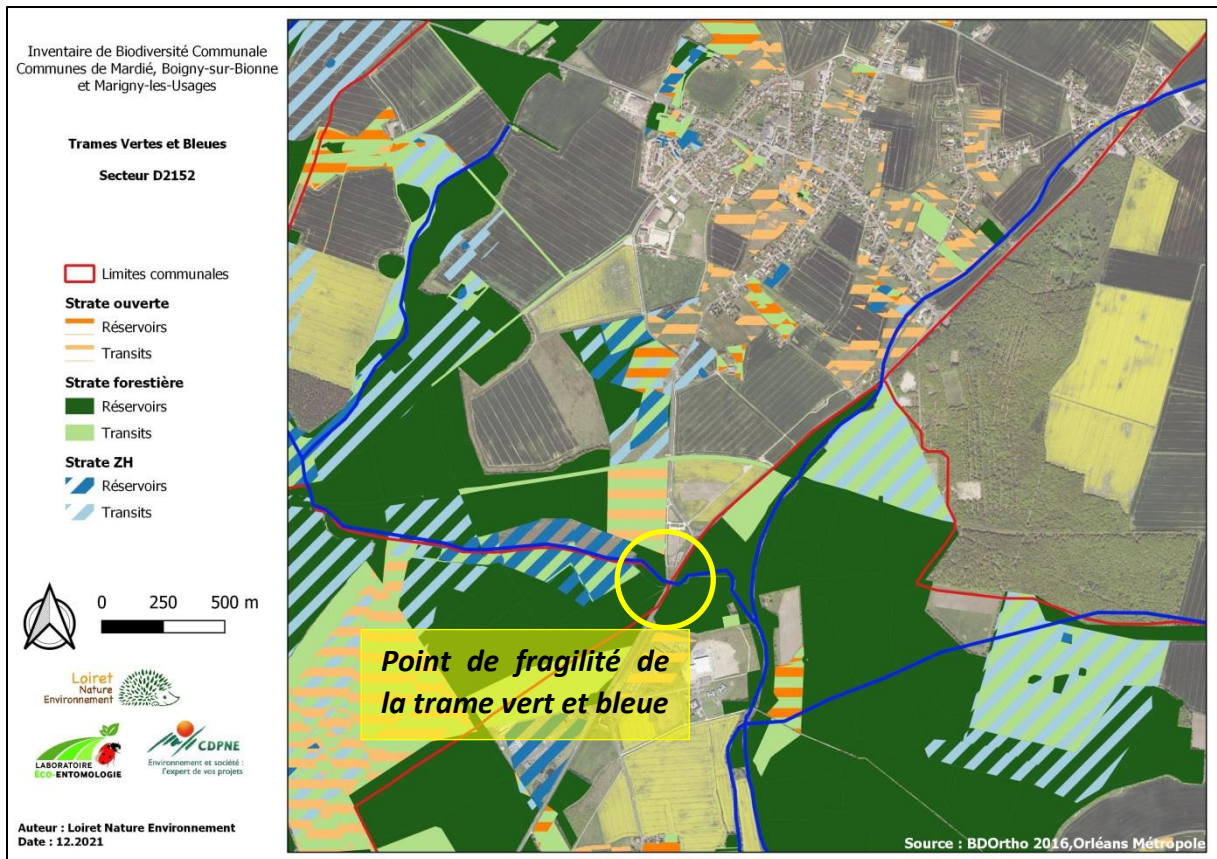 Inventaire de Biodiversité Communale
Communes de Mardié, Boigny-sur-Bionne
et Marigny-les-Usages
Trames Vertes et Bleues
Secteur D2152
Limites communales
Strate ouverte
Réservoirs
Transits
Strate forestière
Réservoirs
Transits
Strate ZH
Réservoirs
Transits
0 250 500 m
Loiret
Nature
Environnement
LABORATOIRE
ÉCO-ENTOMOLOGIE
CDPNE
Environnement et société :
l'expert de vos projets
Auteur : Loiret Nature Environnement
Date : 12.2021
Point de fragilité de
la trame vert et bleue
Source : BDOrtho 2016,Orléans Métropole